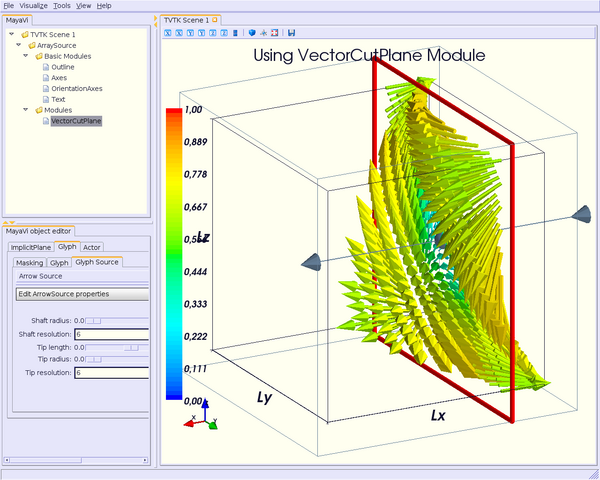 File View Tools Help
MayaVi
TVTK Scene 1
ArraySource
Basic Modules
Outline
Axes
OrientationAxes
Text
Modules
VectorCutPlane
MayaVi object editor
ImplicitPlane Glyph Actor
Masking Glyph Glyph Source
Arrow Source
Edit ArrowSource properties
Shaft radius: 0.0
Shaft resolution: 6
Tip length: 0.0
Tip radius: 0.0
Tip resolution: 6
TVTK Scene 1
Using VectorCutPlane Module
1,00
0,889
0,778
0,667
Lz
0,444
0,333
0,222
0,111
0,00
Ly
Lx
X
Y